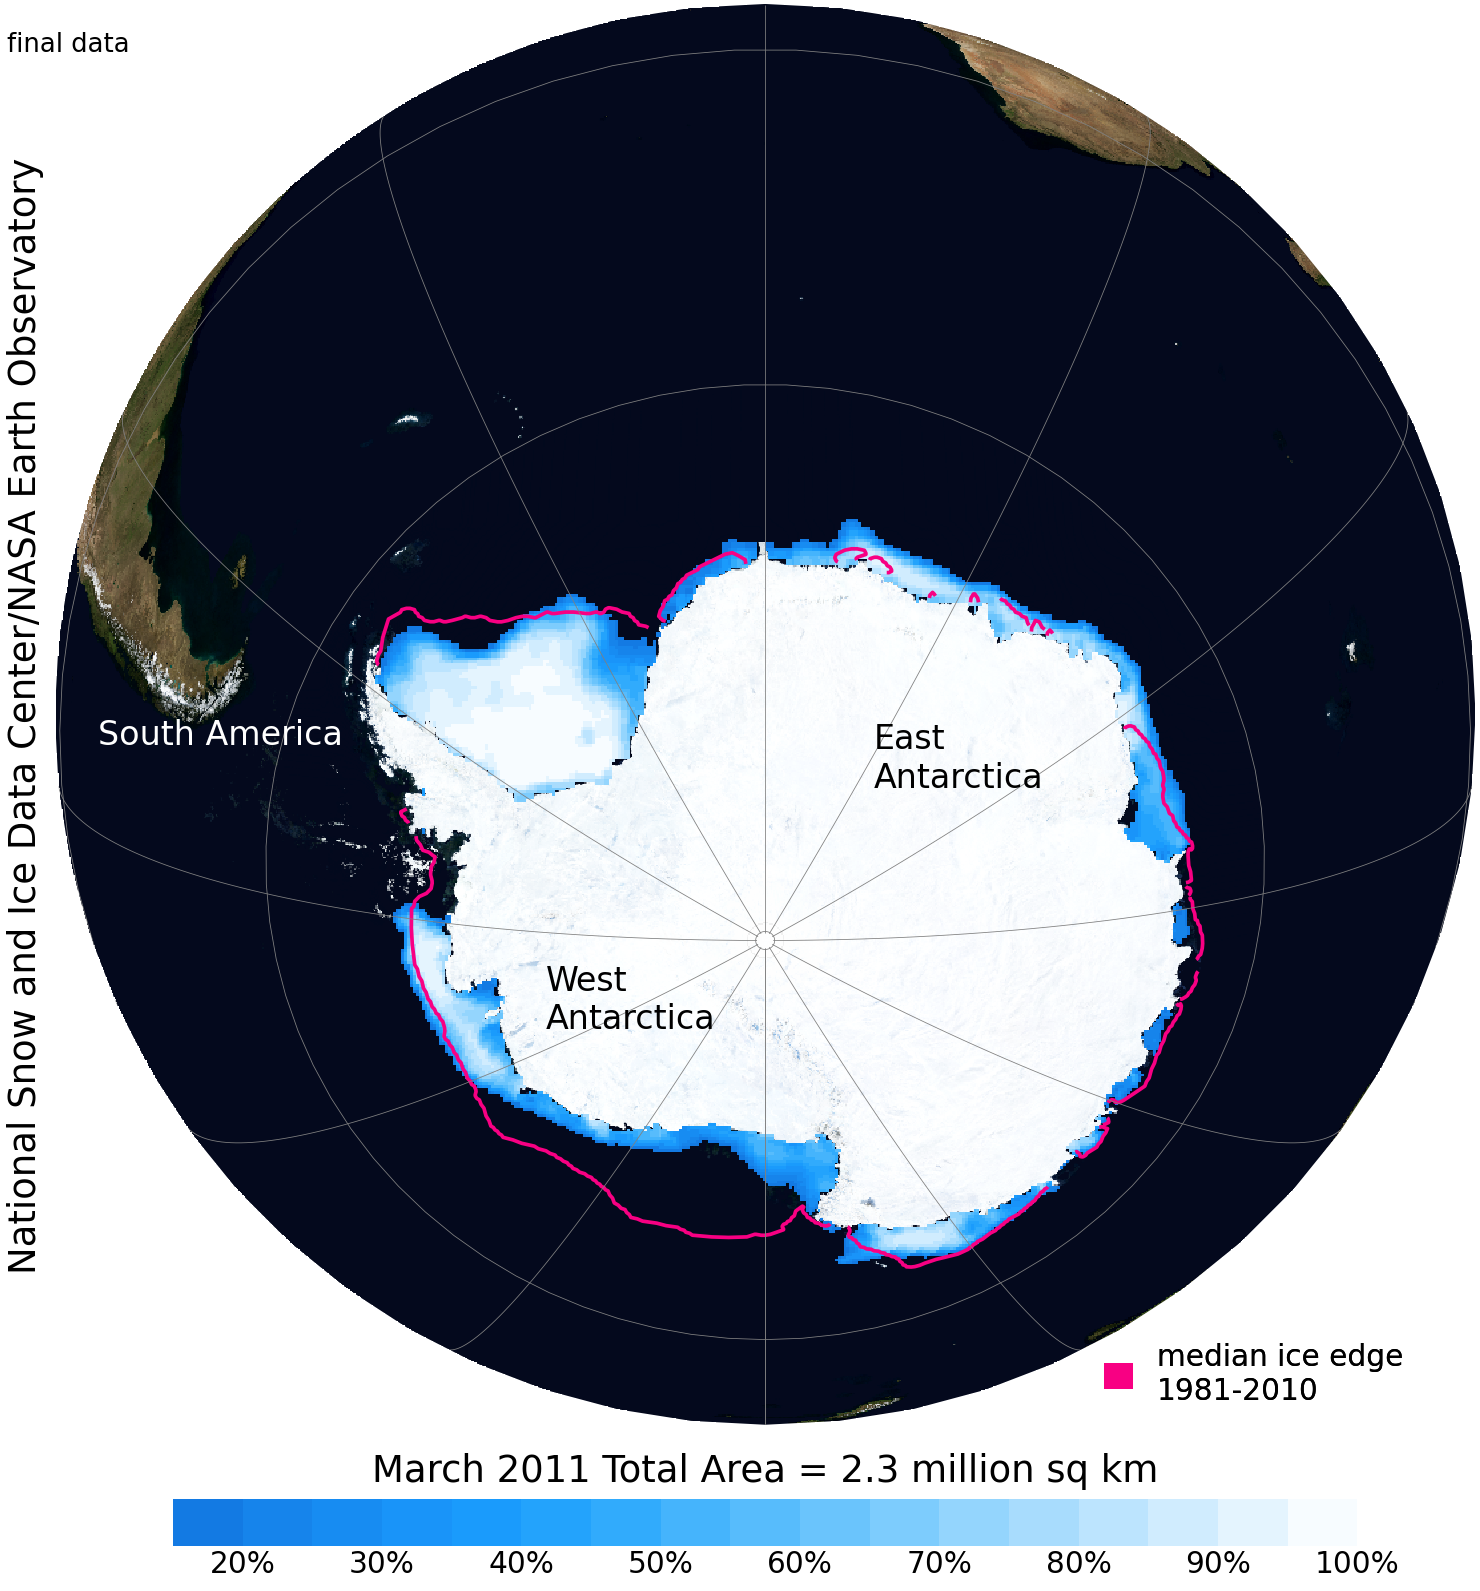 final data
National Snow and Ice Data Center/NASA Earth Observatory
South America
East
Antarctica
West
Antarctica
median ice edge
1981-2010
March 2011 Total Area = 2.3 million sq km
20% 30% 40% 50% 60% 70% 80% 90% 100%